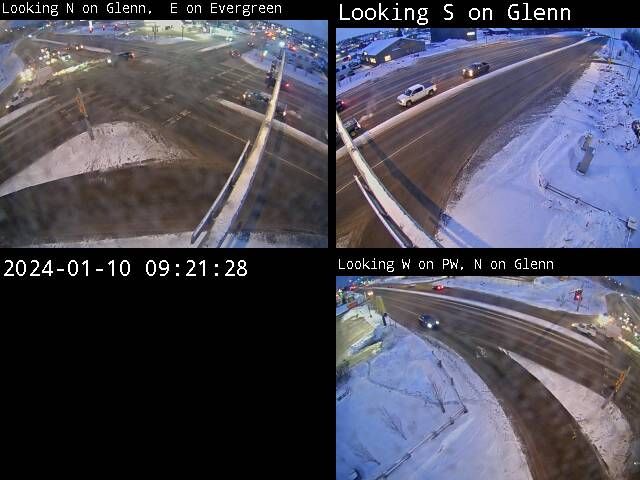 Looking N on Glenn,  E on Evergreen
Looking S on Glenn
2024-01-10 09:21:28
Looking W on PW, N on Glenn